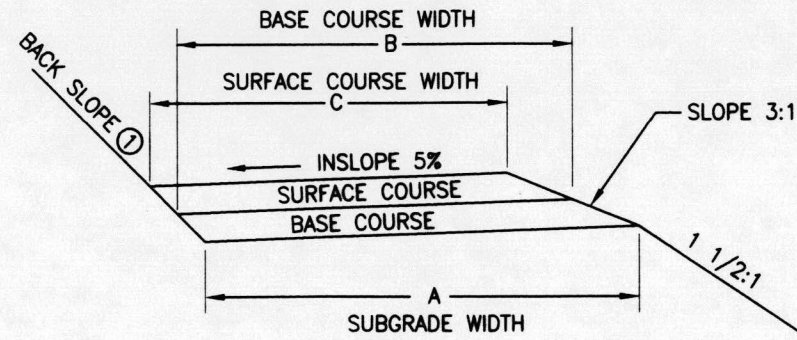 BASE COURSE WIDTH
B
BACK SLOPE ①
SURFACE COURSE WIDTH
C
SLOPE 3:1
INSLOPE 5%
SURFACE COURSE
BASE COURSE
1 1/2:1
A
SUBGRADE WIDTH